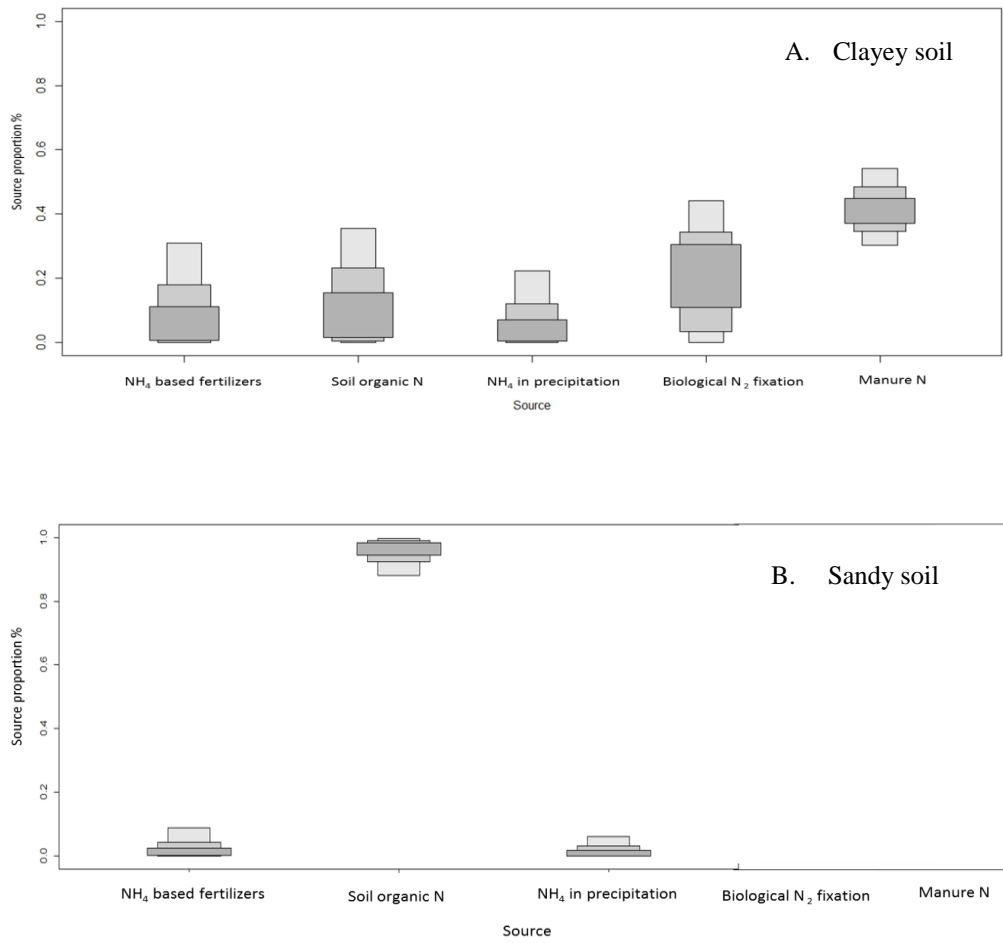 A. Clayey soil
Source proportion %
1.0
0.8
0.6
0.4
0.2
0.0
NH₄ based fertilizers Soil organic N NH₄ in precipitation Biological N₂ fixation Manure N
Source
B. Sandy soil
Source proportion %
1.0
0.8
0.6
0.4
0.2
0.0
NH₄ based fertilizers Soil organic N NH₄ in precipitation Biological N₂ fixation Manure N
Source